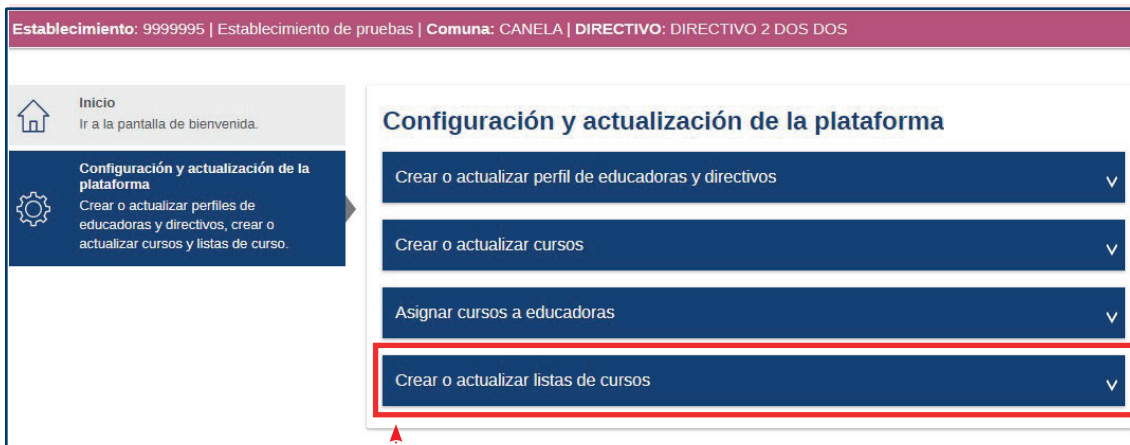 Establecimiento: 9999995 | Establecimiento de pruebas | Comuna: CANELA | DIRECTIVO: DIRECTIVO 2 DOS DOS
Inicio
Ir a la pantalla de bienvenida.
Configuración y actualización de la
plataforma
Crear o actualizar perfiles de
educadoras y directivos, crear o
actualizar cursos y listas de curso.
Configuración y actualización de la plataforma
Crear o actualizar perfil de educadoras y directivos
Crear o actualizar cursos
Asignar cursos a educadoras
Crear o actualizar listas de cursos